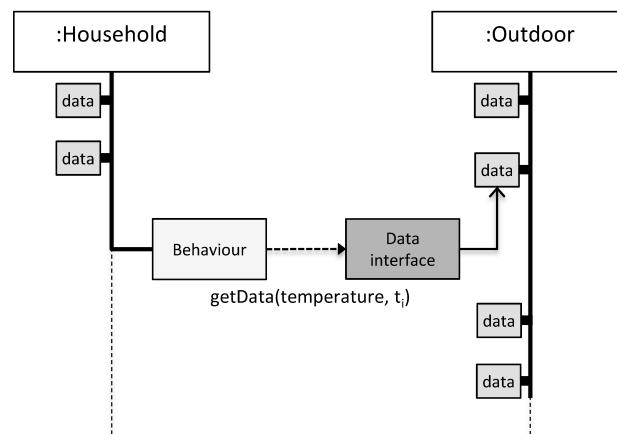 :Household
:Outdoor
data
data
data
data
Behaviour
Data
interface
getData(temperature, tᵢ)
data
data